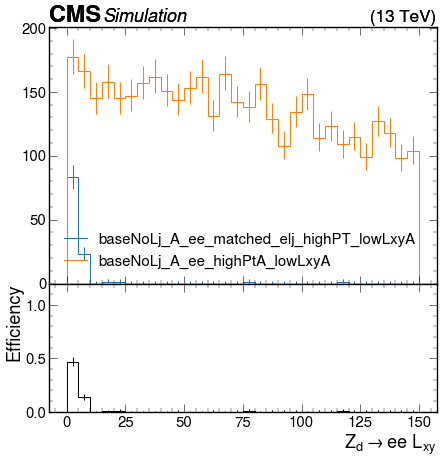 CMS Simulation (13 TeV)
200
150
100
50
0
baseNoLj_A_ee_matched_elj_highPT_lowLxyA
baseNoLj_A_ee_highPtA_lowLxyA
Efficiency
1.0
0.5
0.0
0 25 50 75 100 125 150
Z_d → ee L_xy